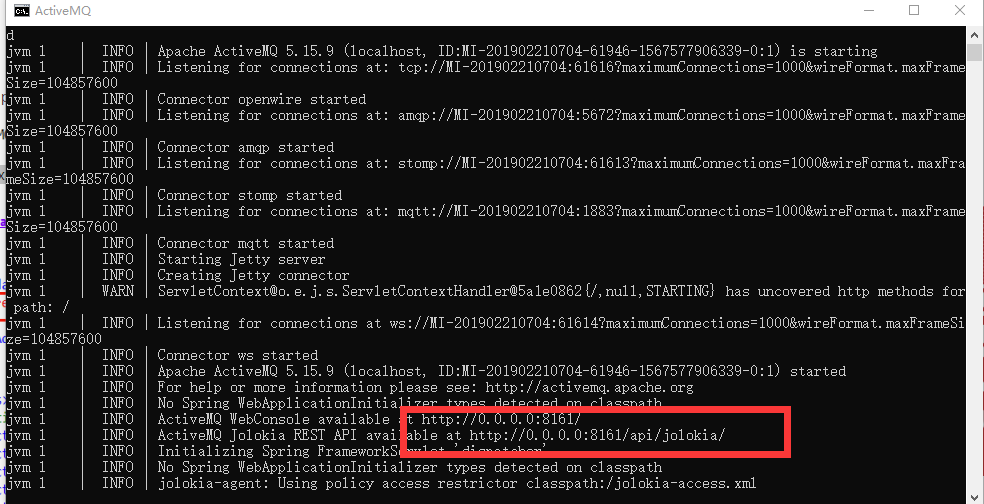 ActiveMQ
d
jvm 1    | INFO | Apache ActiveMQ 5.15.9 (localhost, ID:MI-201902210704-61946-1567577906339-0:1) is starting
jvm 1    | INFO | Listening for connections at: tcp://MI-201902210704:61616?maximumConnections=1000&wireFormat.maxFrame
Size=104857600
jvm 1    | INFO | Connector openwire started
jvm 1    | INFO | Listening for connections at: amqp://MI-201902210704:5672?maximumConnections=1000&wireFormat.maxFrame
Size=104857600
jvm 1    | INFO | Connector amqp started
jvm 1    | INFO | Listening for connections at: stomp://MI-201902210704:61613?maximumConnections=1000&wireFormat.maxFra
meSize=104857600
jvm 1    | INFO | Connector stomp started
jvm 1    | INFO | Listening for connections at: mqtt://MI-201902210704:1883?maximumConnections=1000&wireFormat.maxFrame
Size=104857600
jvm 1    | INFO | Connector mqtt started
jvm 1    | INFO | Starting Jetty server
jvm 1    | INFO | Creating Jetty connector
jvm 1    | WARN | ServletContext@o.e.j.s.ServletContextHandler@5a1e0862{/,null,STARTING} has uncovered http methods for
 path: /
jvm 1    | INFO | Listening for connections at ws://MI-201902210704:61614?maximumConnections=1000&wireFormat.maxFrameSi
ze=104857600
jvm 1    | INFO | Connector ws started
jvm 1    | INFO | Apache ActiveMQ 5.15.9 (localhost, ID:MI-201902210704-61946-1567577906339-0:1) started
jvm 1    | INFO | For help or more information please see: http://activemq.apache.org
jvm 1    | INFO | No Spring WebApplicationInitializer types detected on classpath
jvm 1    | INFO | ActiveMQ WebConsole available at http://0.0.0.0:8161/
jvm 1    | INFO | ActiveMQ Jolokia REST API available at http://0.0.0.0:8161/api/jolokia/
jvm 1    | INFO | Initializing Spring FrameworkServlet 'dispatcher'
jvm 1    | INFO | No Spring WebApplicationInitializer types detected on classpath
jvm 1    | INFO | jolokia-agent: Using policy access restrictor classpath:/jolokia-access.xml